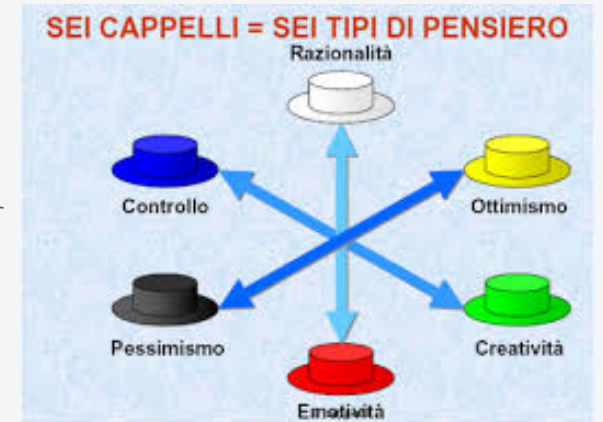 SEI CAPPELLI = SEI TIPI DI PENSIERO
Razionalità
Controllo
Ottimismo
Pessimismo
Creatività
Emotività